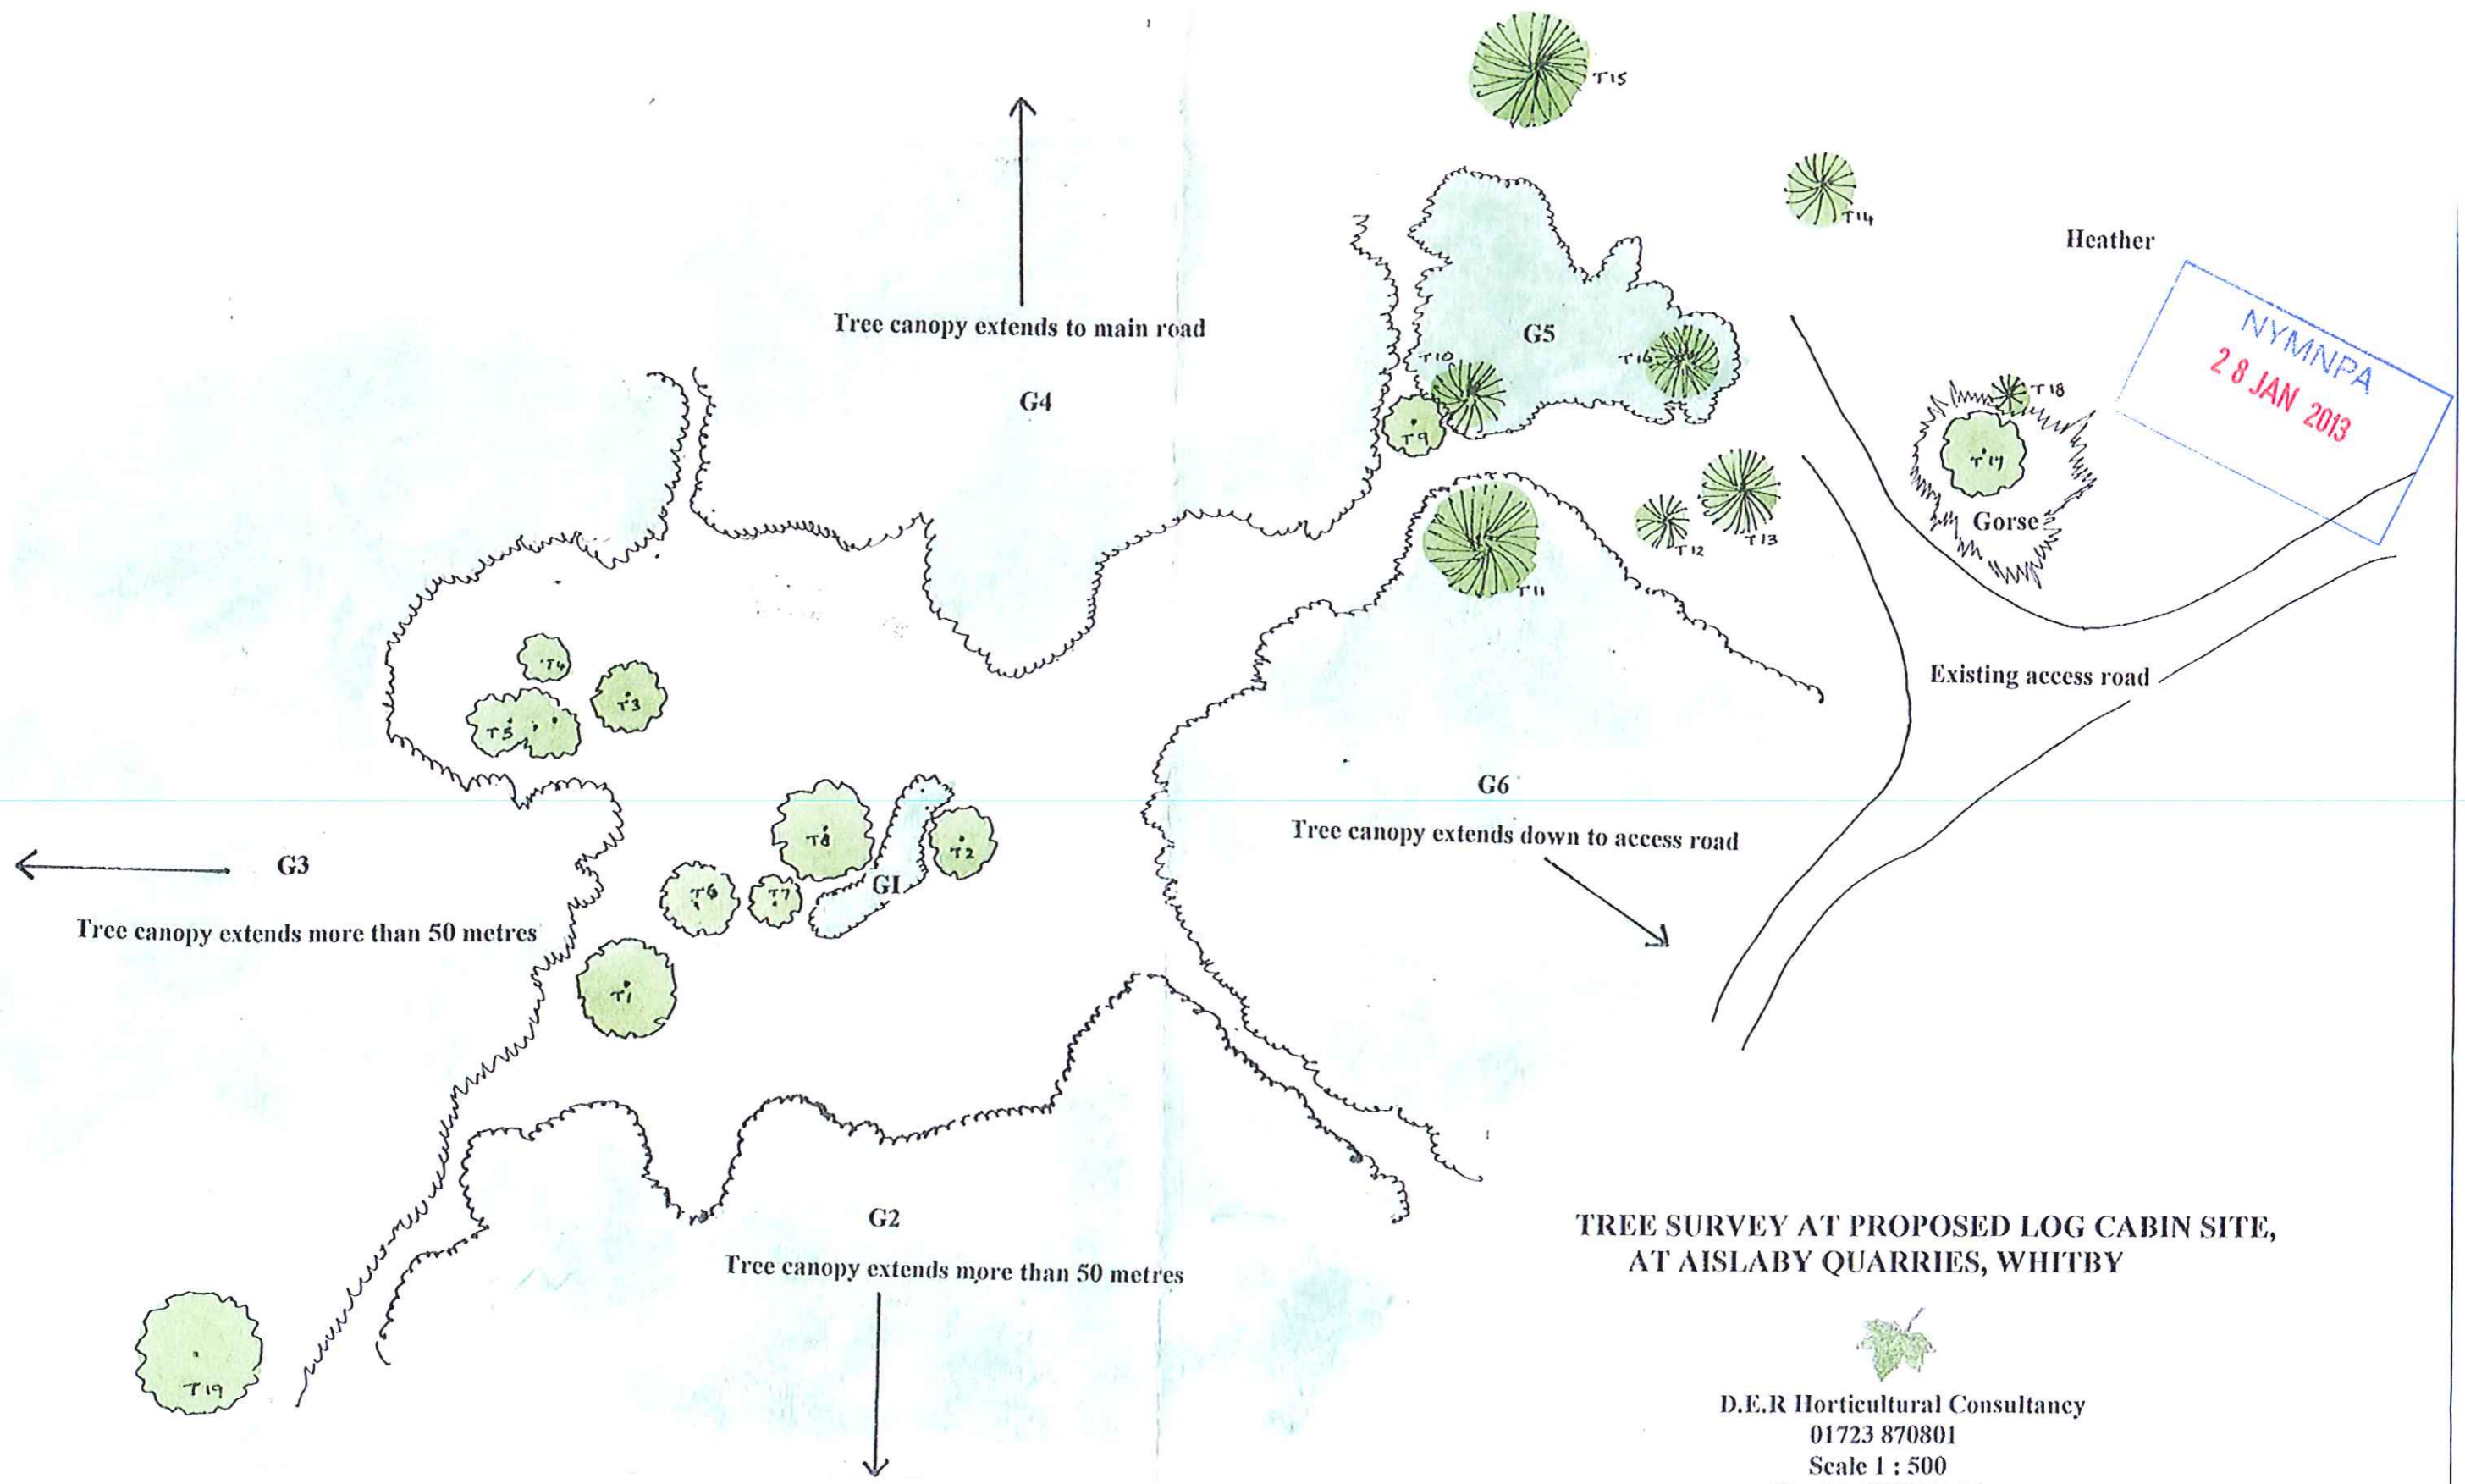 T15
T14
Heather
NYMNPA
28 JAN 2013
Tree canopy extends to main road
G4
G5
T10
T16
T9
T18
T17
Gorse
T12
T13
T11
T4
T3
T5
Existing access road
G6
Tree canopy extends down to access road
T8
T2
G1
T6
T7
G3
Tree canopy extends more than 50 metres
T1
G2
Tree canopy extends more than 50 metres
T19
TREE SURVEY AT PROPOSED LOG CABIN SITE,
AT AISLABY QUARRIES, WHITBY
D.E.R Horticultural Consultancy
01723 870801
Scale 1 : 500